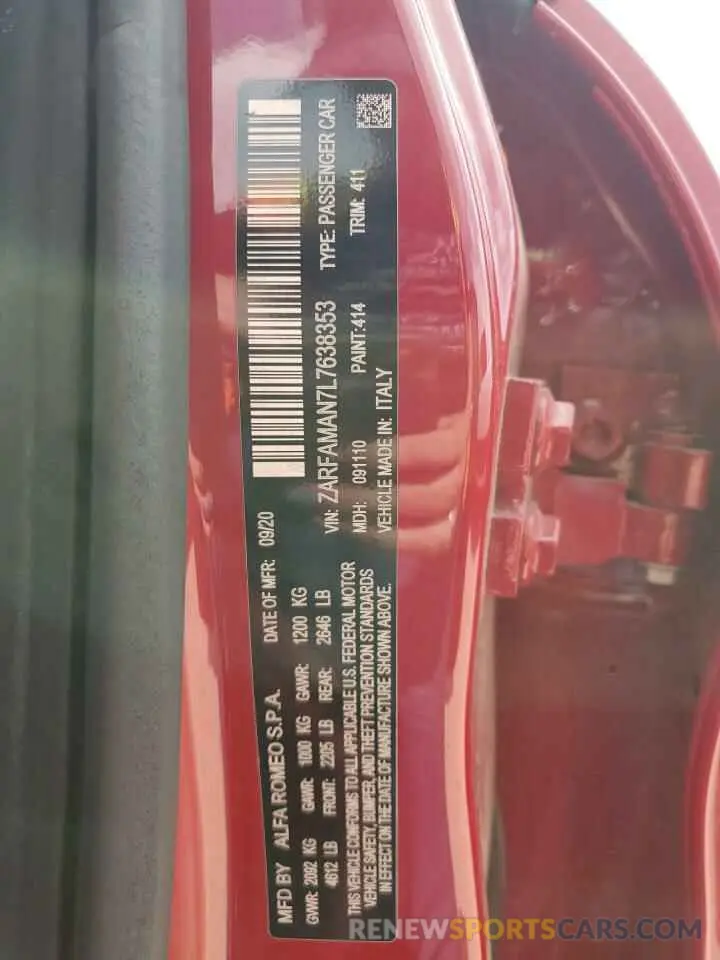 MFD BY ALFA ROMEO S.P.A. DATE OF MFR: 09/20
GVWR: 2092 KG GAWR: 1000 KG GAWR: 1200 KG
4612 LB FRONT: 2205 LB REAR: 2646 LB
THIS VEHICLE CONFORMS TO ALL APPLICABLE U.S. FEDERAL MOTOR
VEHICLE SAFETY, BUMPER, AND THEFT PREVENTION STANDARDS
IN EFFECT ON THE DATE OF MANUFACTURE SHOWN ABOVE.
VIN: ZARFAMAN7L7638353 TYPE: PASSENGER CAR
MDH: 091110 PAINT:414 TRIM: 411
VEHICLE MADE IN: ITALY
RENEWSPORTSCARS.COM